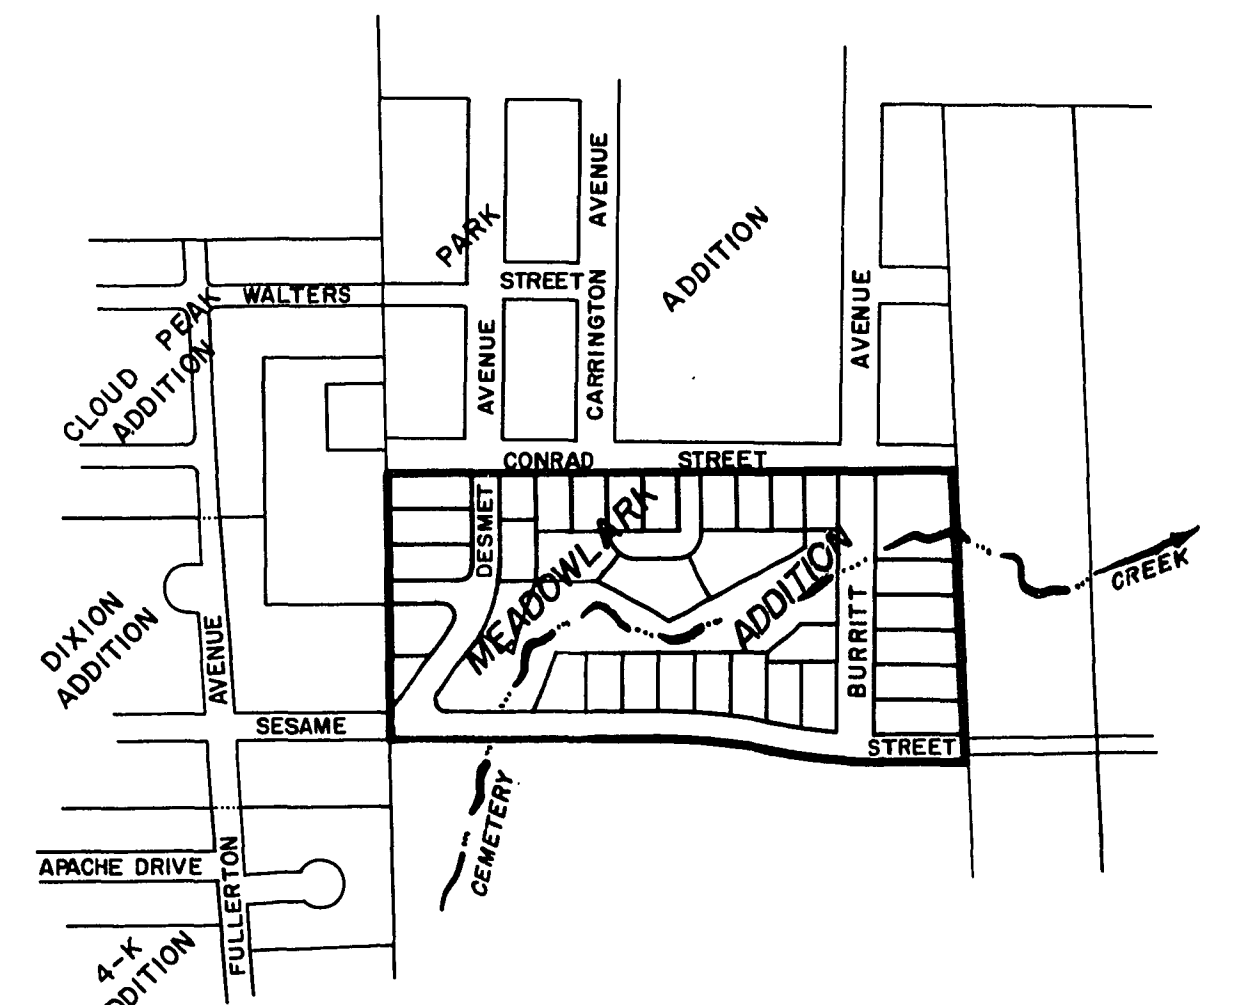 AVENUE
PARK
ADDITION
STREET
WALTERS
CARRINGTON
AVENUE
AVENUE
CLOUD PEAK
ADDITION
CONRAD STREET
DESMET
MEADOWLARK
ADDITION
CREEK
DIXION
ADDITION
AVENUE
BURRITT
SESAME
STREET
CEMETERY
APACHE DRIVE
FULLERTON
4-K
DDITION